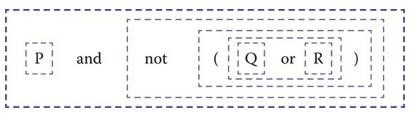 P and not ( Q or R )